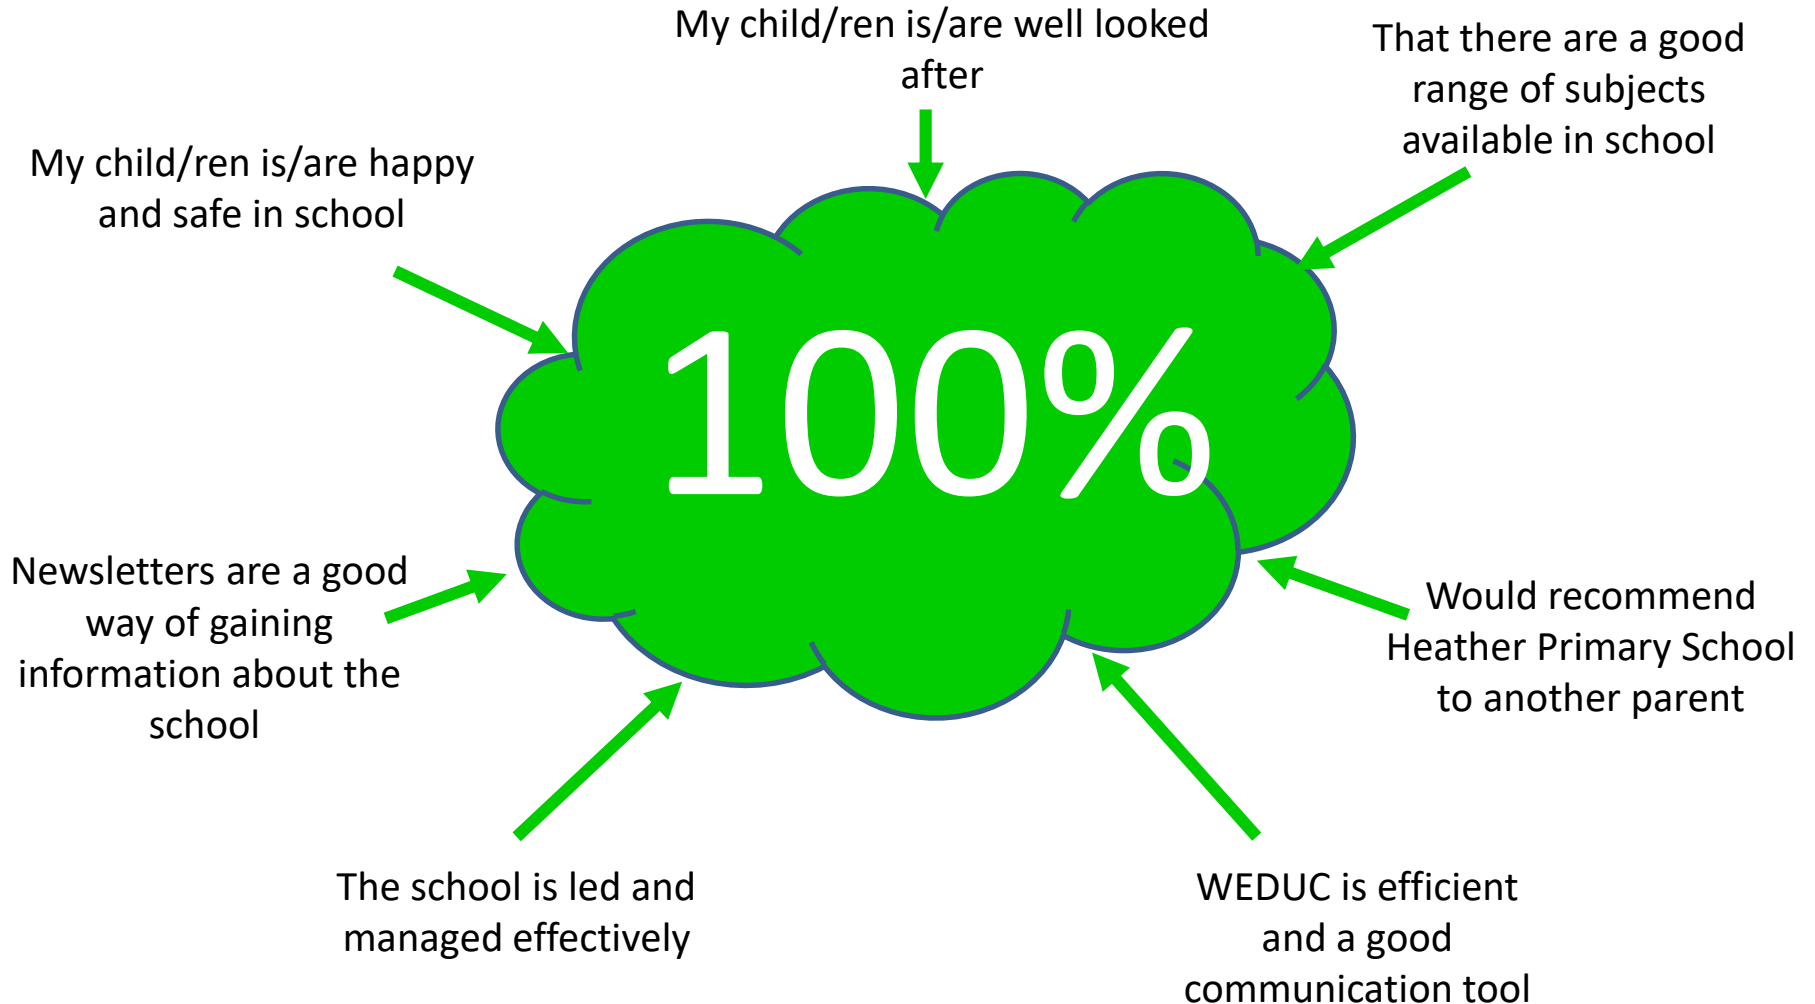 My child/ren is/are well looked
after
That there are a good
range of subjects
available in school
My child/ren is/are happy
and safe in school
100%
Newsletters are a good
way of gaining
information about the
school
Would recommend
Heather Primary School
to another parent
The school is led and
managed effectively
WEDUC is efficient
and a good
communication tool